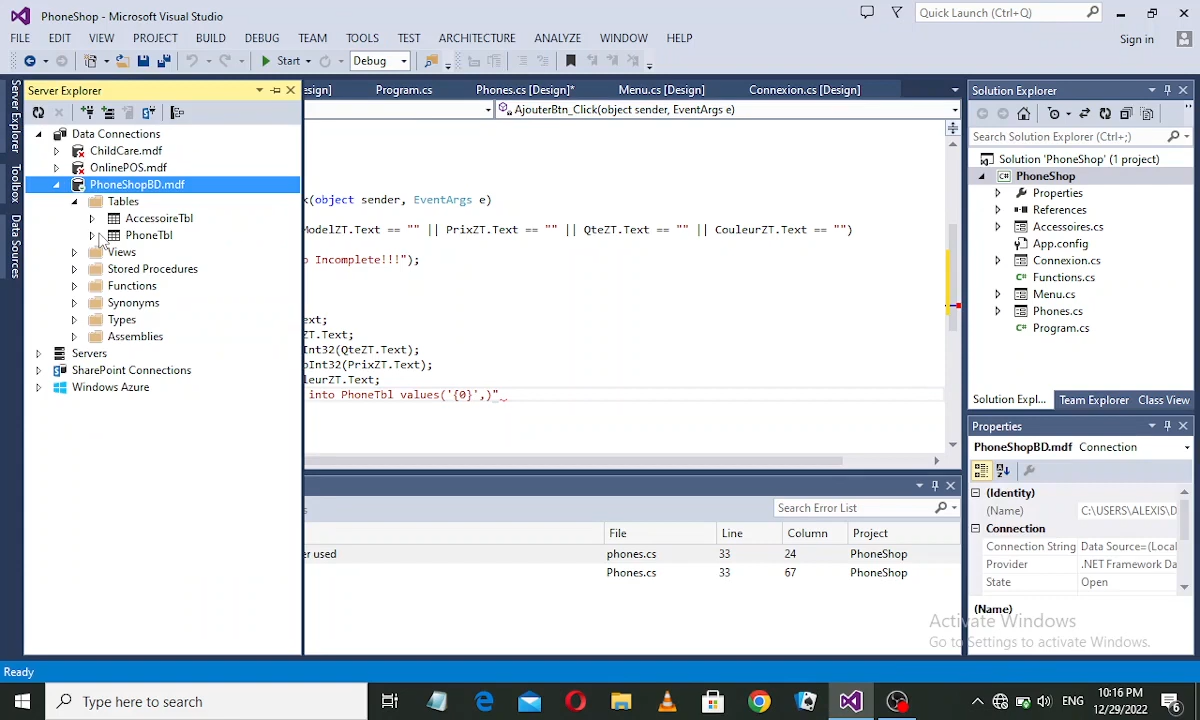 PhoneShop - Microsoft Visual Studio
Quick Launch (Ctrl+Q)
FILE EDIT VIEW PROJECT BUILD DEBUG TEAM TOOLS TEST ARCHITECTURE ANALYZE WINDOW HELP
Sign in
Start Debug
Server Explorer
Toolbox
Data Sources
Server Explorer
Data Connections
ChildCare.mdf
OnlinePOS.mdf
PhoneShopBD.mdf
Tables
AccessoireTbl
PhoneTbl
Views
Stored Procedures
Functions
Synonyms
Types
Assemblies
Servers
SharePoint Connections
Windows Azure
esign] Program.cs Phones.cs [Design]* Menu.cs [Design] Connexion.cs [Design]
AjouterBtn_Click(object sender, EventArgs e)
(object sender, EventArgs e)
ModelZT.Text == "" || PrixZT.Text == "" || QteZT.Text == "" || CouleurZT.Text == "")
o Incomplete!!!");
ext;
ZT.Text;
Int32(QteZT.Text);
oInt32(PrixZT.Text);
leurZT.Text;
into PhoneTbl values('{0}',)"
Search Error List
File Line Column Project
er used phones.cs 33 24 PhoneShop
Phones.cs 33 67 PhoneShop
Solution Explorer
Search Solution Explorer (Ctrl+;)
Solution 'PhoneShop' (1 project)
PhoneShop
Properties
References
Accessoires.cs
App.config
Connexion.cs
Functions.cs
Menu.cs
Phones.cs
Program.cs
Solution Expl... Team Explorer Class View
Properties
PhoneShopBD.mdf Connection
(Identity)
(Name) C:\USERS\ALEXIS\D
Connection
Connection String Data Source=(Local
Provider .NET Framework Da
State Open
(Name)
Activate Windows
Go to Settings to activate Windows.
Ready
Type here to search
ENG
10:16 PM
12/29/2022
6